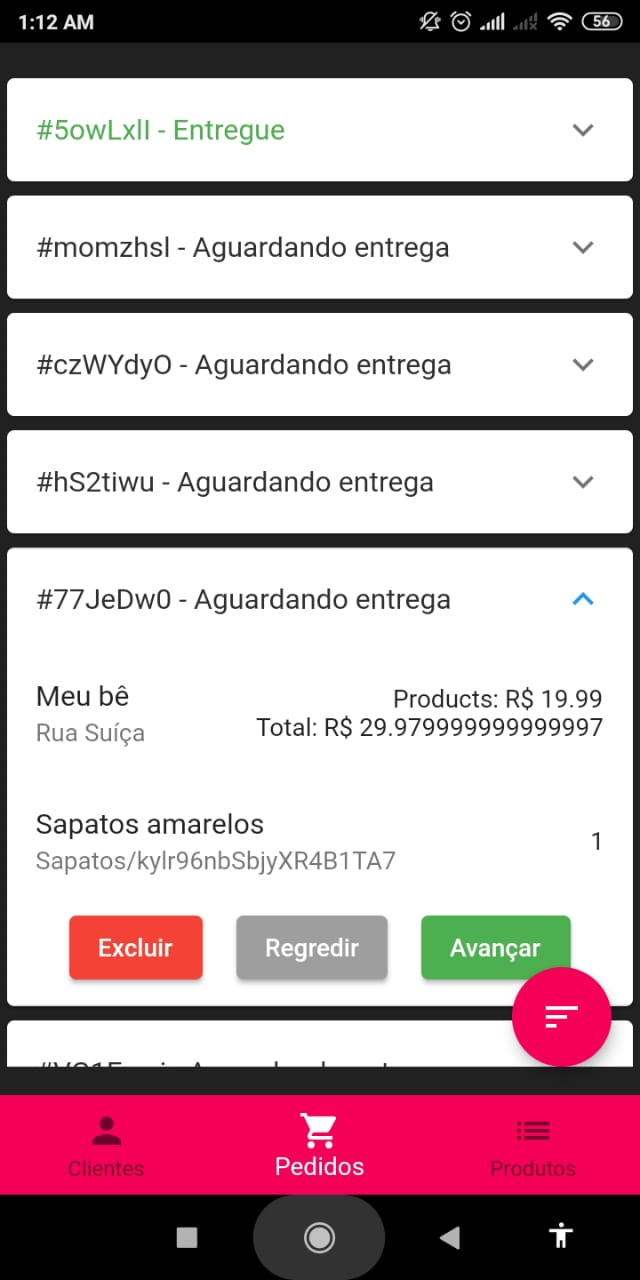 1:12 AM
56
#5owLxlI - Entregue
#momzhsl - Aguardando entrega
#czWYdyO - Aguardando entrega
#hS2tiwu - Aguardando entrega
#77JeDw0 - Aguardando entrega
Meu bê
Products: R$ 19.99
Rua Suíça
Total: R$ 29.979999999999997
Sapatos amarelos
1
Sapatos/kylr96nbSbjyXR4B1TA7
Excluir
Regredir
Avançar
Clientes
Pedidos
Produtos